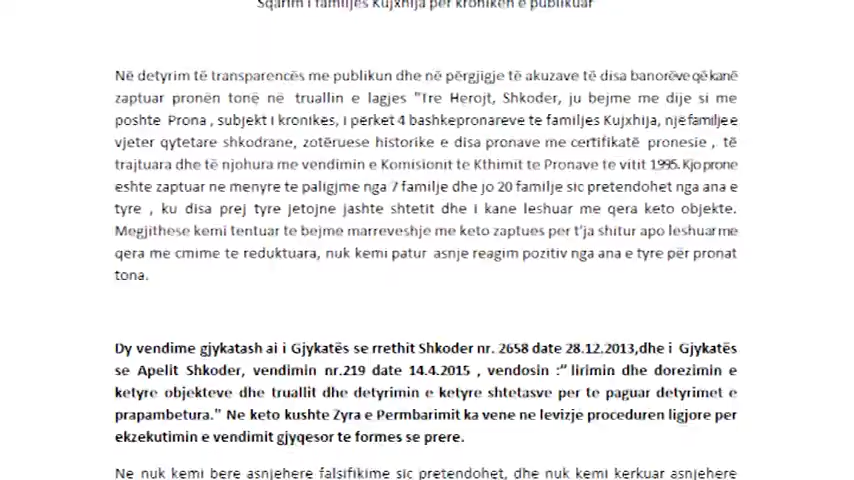 Sqarim i familjes Kujxhija për kronikën e publikuar
Në detyrim të transparencës me publikun dhe në përgjigje të akuzave të disa banorëve që kanë
zaptuar pronën tonë në truallin e lagjes "Tre Herojt, Shkoder, ju bejme me dije si me
poshte Prona , subjekt i kronikes, i perket 4 bashkepronareve te familjes Kujxhija, një familje e
vjeter qytetare shkodrane, zotëruese historike e disa pronave me certifikatë pronesie , të
trajtuara dhe të njohura me vendimin e Komisionit te Kthimit te Pronave te vitit 1995. Kjo prone
eshte zaptuar ne menyre te paligjme nga 7 familje dhe jo 20 familje sic pretendohet nga ana e
tyre , ku disa prej tyre jetojne jashte shtetit dhe i kane leshuar me qera keto objekte.
Megjithese kemi tentuar te bejme marreveshje me keto zaptues per t'ja shitur apo leshuar me
qera me cmime te reduktuara, nuk kemi patur asnje reagim pozitiv nga ana e tyre për pronat
tona.
Dy vendime gjykatash ai i Gjykatës se rrethit Shkoder nr. 2658 date 28.12.2013,dhe i Gjykatës
se Apelit Shkoder, vendimin nr.219 date 14.4.2015 , vendosin :" lirimin dhe dorezimin e
ketyre objekteve dhe truallit dhe detyrimin e ketyre shtetasve per te paguar detyrimet e
prapambetura." Ne keto kushte Zyra e Permbarimit ka vene ne levizje proceduren ligjore per
ekzekutimin e vendimit gjyqesor te formes se prere.
Ne nuk kemi bere asnjehere falsifikime sic pretendohet, dhe nuk kemi kerkuar asnjehere